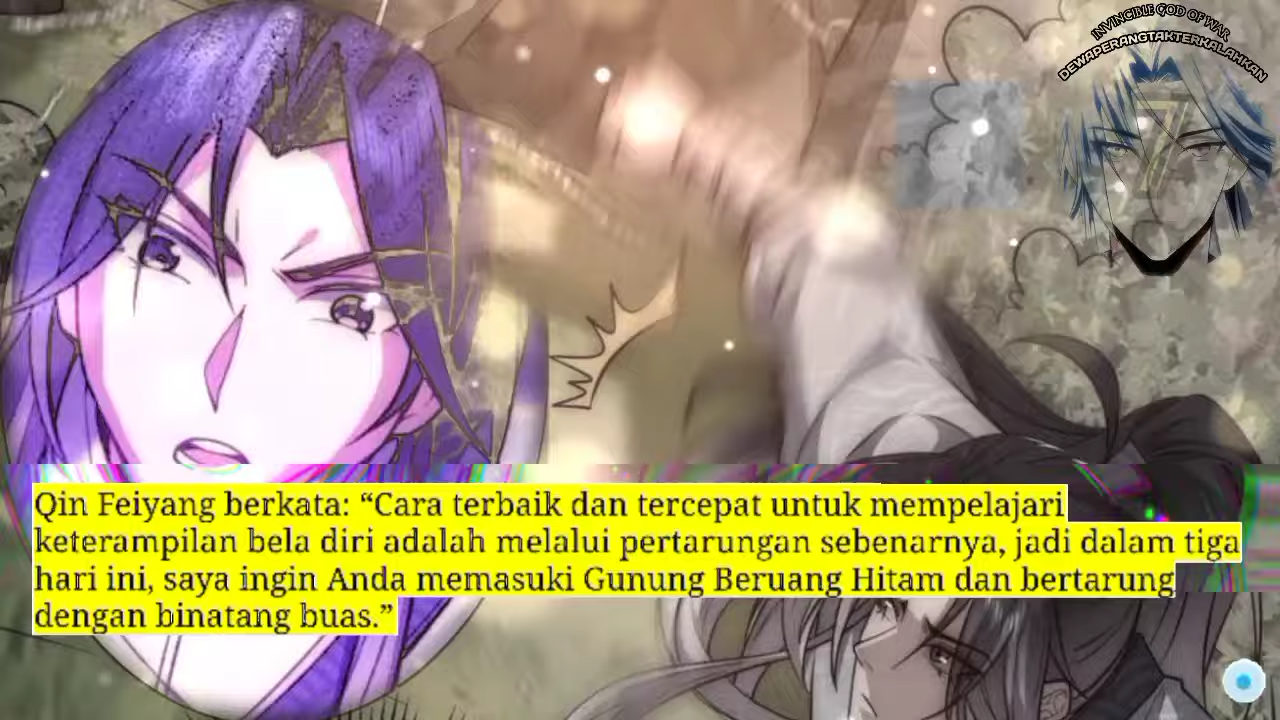 INVINCIBLE GOD OF WAR
DEWAPERANGTAKTERKALAHKAN
Qin Feiyang berkata: “Cara terbaik dan tercepat untuk mempelajari
keterampilan bela diri adalah melalui pertarungan sebenarnya, jadi dalam tiga
hari ini, saya ingin Anda memasuki Gunung Beruang Hitam dan bertarung
dengan binatang buas.”